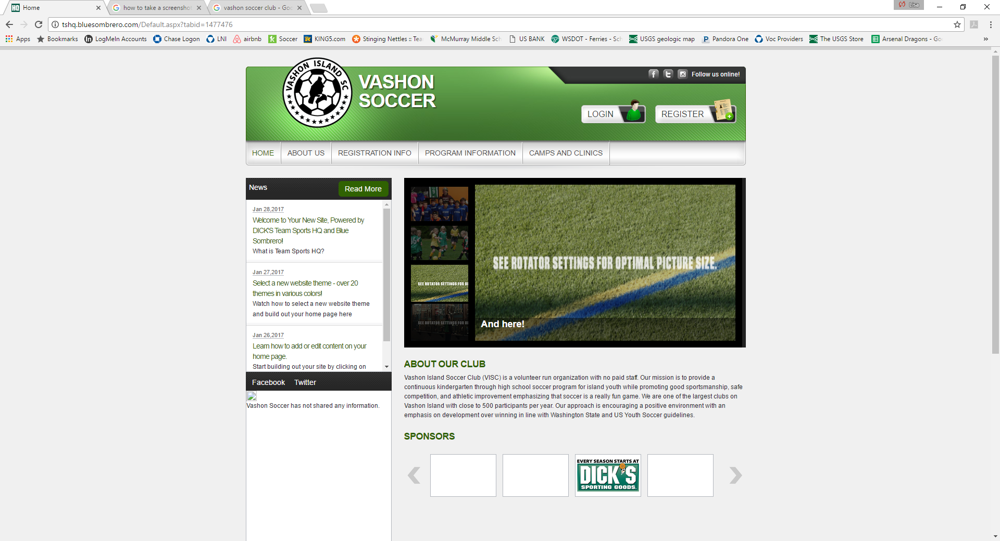 Home
how to take a screenshot
vashon soccer club - Goo
Lisa
tshq.bluesombrero.com/Default.aspx?tabid=1477476
Apps
Bookmarks
LogMeIn Accounts
Chase Logon
LNI
airbnb
Soccer
KING5.com
Stinging Nettles :: Tea
McMurray Middle Sch
US BANK
WSDOT - Ferries - Sch
USGS geologic map
Pandora One
Voc Providers
The USGS Store
Arsenal Dragons - Go
VASHON ISLAND SC
VASHON
SOCCER
Follow us online!
LOGIN
REGISTER
HOME
ABOUT US
REGISTRATION INFO
PROGRAM INFORMATION
CAMPS AND CLINICS
News
Read More
Jan 28,2017
Welcome to Your New Site, Powered by
DICK'S Team Sports HQ and Blue
Sombrero!
What is Team Sports HQ?
Jan 27,2017
Select a new website theme - over 20
themes in various colors!
Watch how to select a new website theme
and build out your home page here
Jan 26,2017
Learn how to add or edit content on your
home page.
Start building out your site by clicking on
Facebook
Twitter
Vashon Soccer has not shared any information.
SEE ROTATOR SETTINGS FOR O
SEE ROTATOR SETTINGS FOR O
SEE ROTATOR SETTINGS FOR OPTIMAL PICTURE SIZE.
And here!
ABOUT OUR CLUB
Vashon Island Soccer Club (VISC) is a volunteer run organization with no paid staff. Our mission is to provide a
continuous kindergarten through high school soccer program for island youth while promoting good sportsmanship, safe
competition, and athletic improvement emphasizing that soccer is a really fun game. We are one of the largest clubs on
Vashon Island with close to 500 participants per year. Our approach is encouraging a positive environment with an
emphasis on development over winning in line with Washington State and US Youth Soccer guidelines.
SPONSORS
EVERY SEASON STARTS AT
DICK'S
SPORTING GOODS